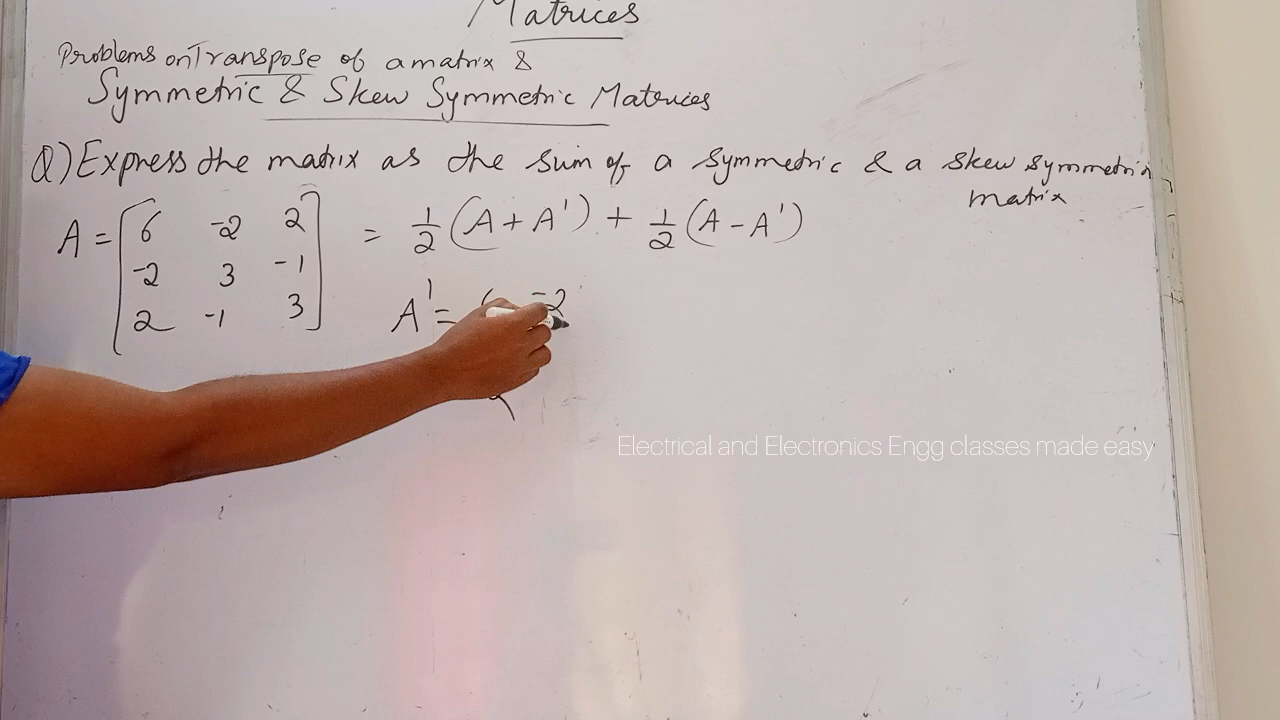 Matrices
Problems on Transpose of a matrix &
Symmetric & Skew Symmetric Matrices
Q) Express the matrix as the sum of a symmetric & a skew symmetric
matrix
A = [6 -2 2] = 1/2 (A + A') + 1/2 (A - A')
-2 3 -1
2 -1 3
A' = -2
Electrical and Electronics Engg classes made easy